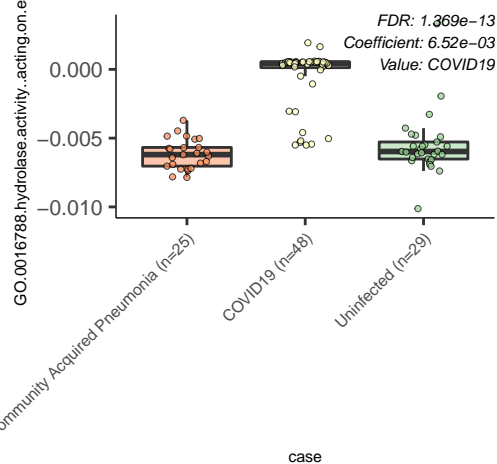 FDR: 1.369e−13
Coefficient: 6.52e−03
Value: COVID19
GO.0016788.hydrolase.activity..acting.on.e
0.000
−0.005
−0.010
ommunity Acquired Pneumonia (n=25)
COVID19 (n=48)
Uninfected (n=29)
case